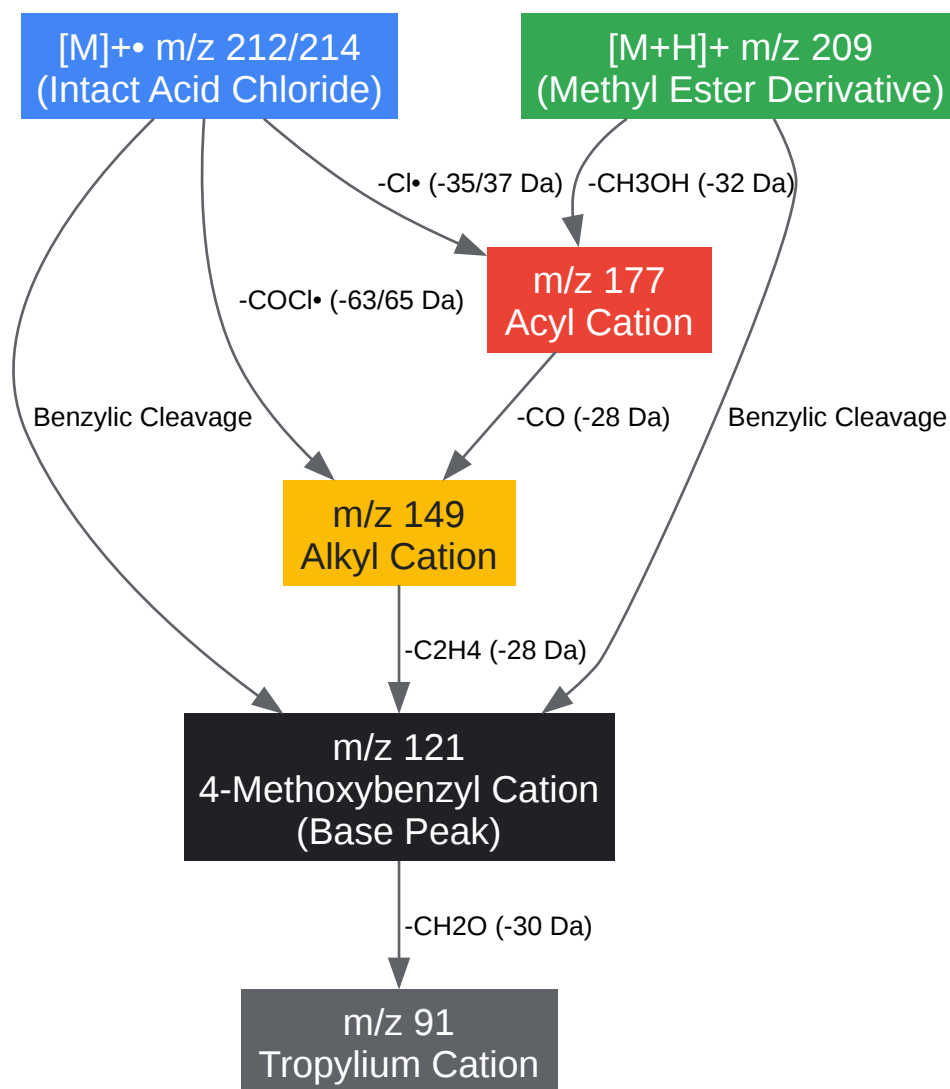 [M]+• m/z 212/214
(Intact Acid Chloride)
[M+H]+ m/z 209
(Methyl Ester Derivative)
-Cl• (-35/37 Da)
-CH3OH (-32 Da)
m/z 177
Acyl Cation
-COCl• (-63/65 Da)
Benzylic Cleavage
-CO (-28 Da)
Benzylic Cleavage
m/z 149
Alkyl Cation
-C2H4 (-28 Da)
m/z 121
4-Methoxybenzyl Cation
(Base Peak)
-CH2O (-30 Da)
m/z 91
Tropylium Cation